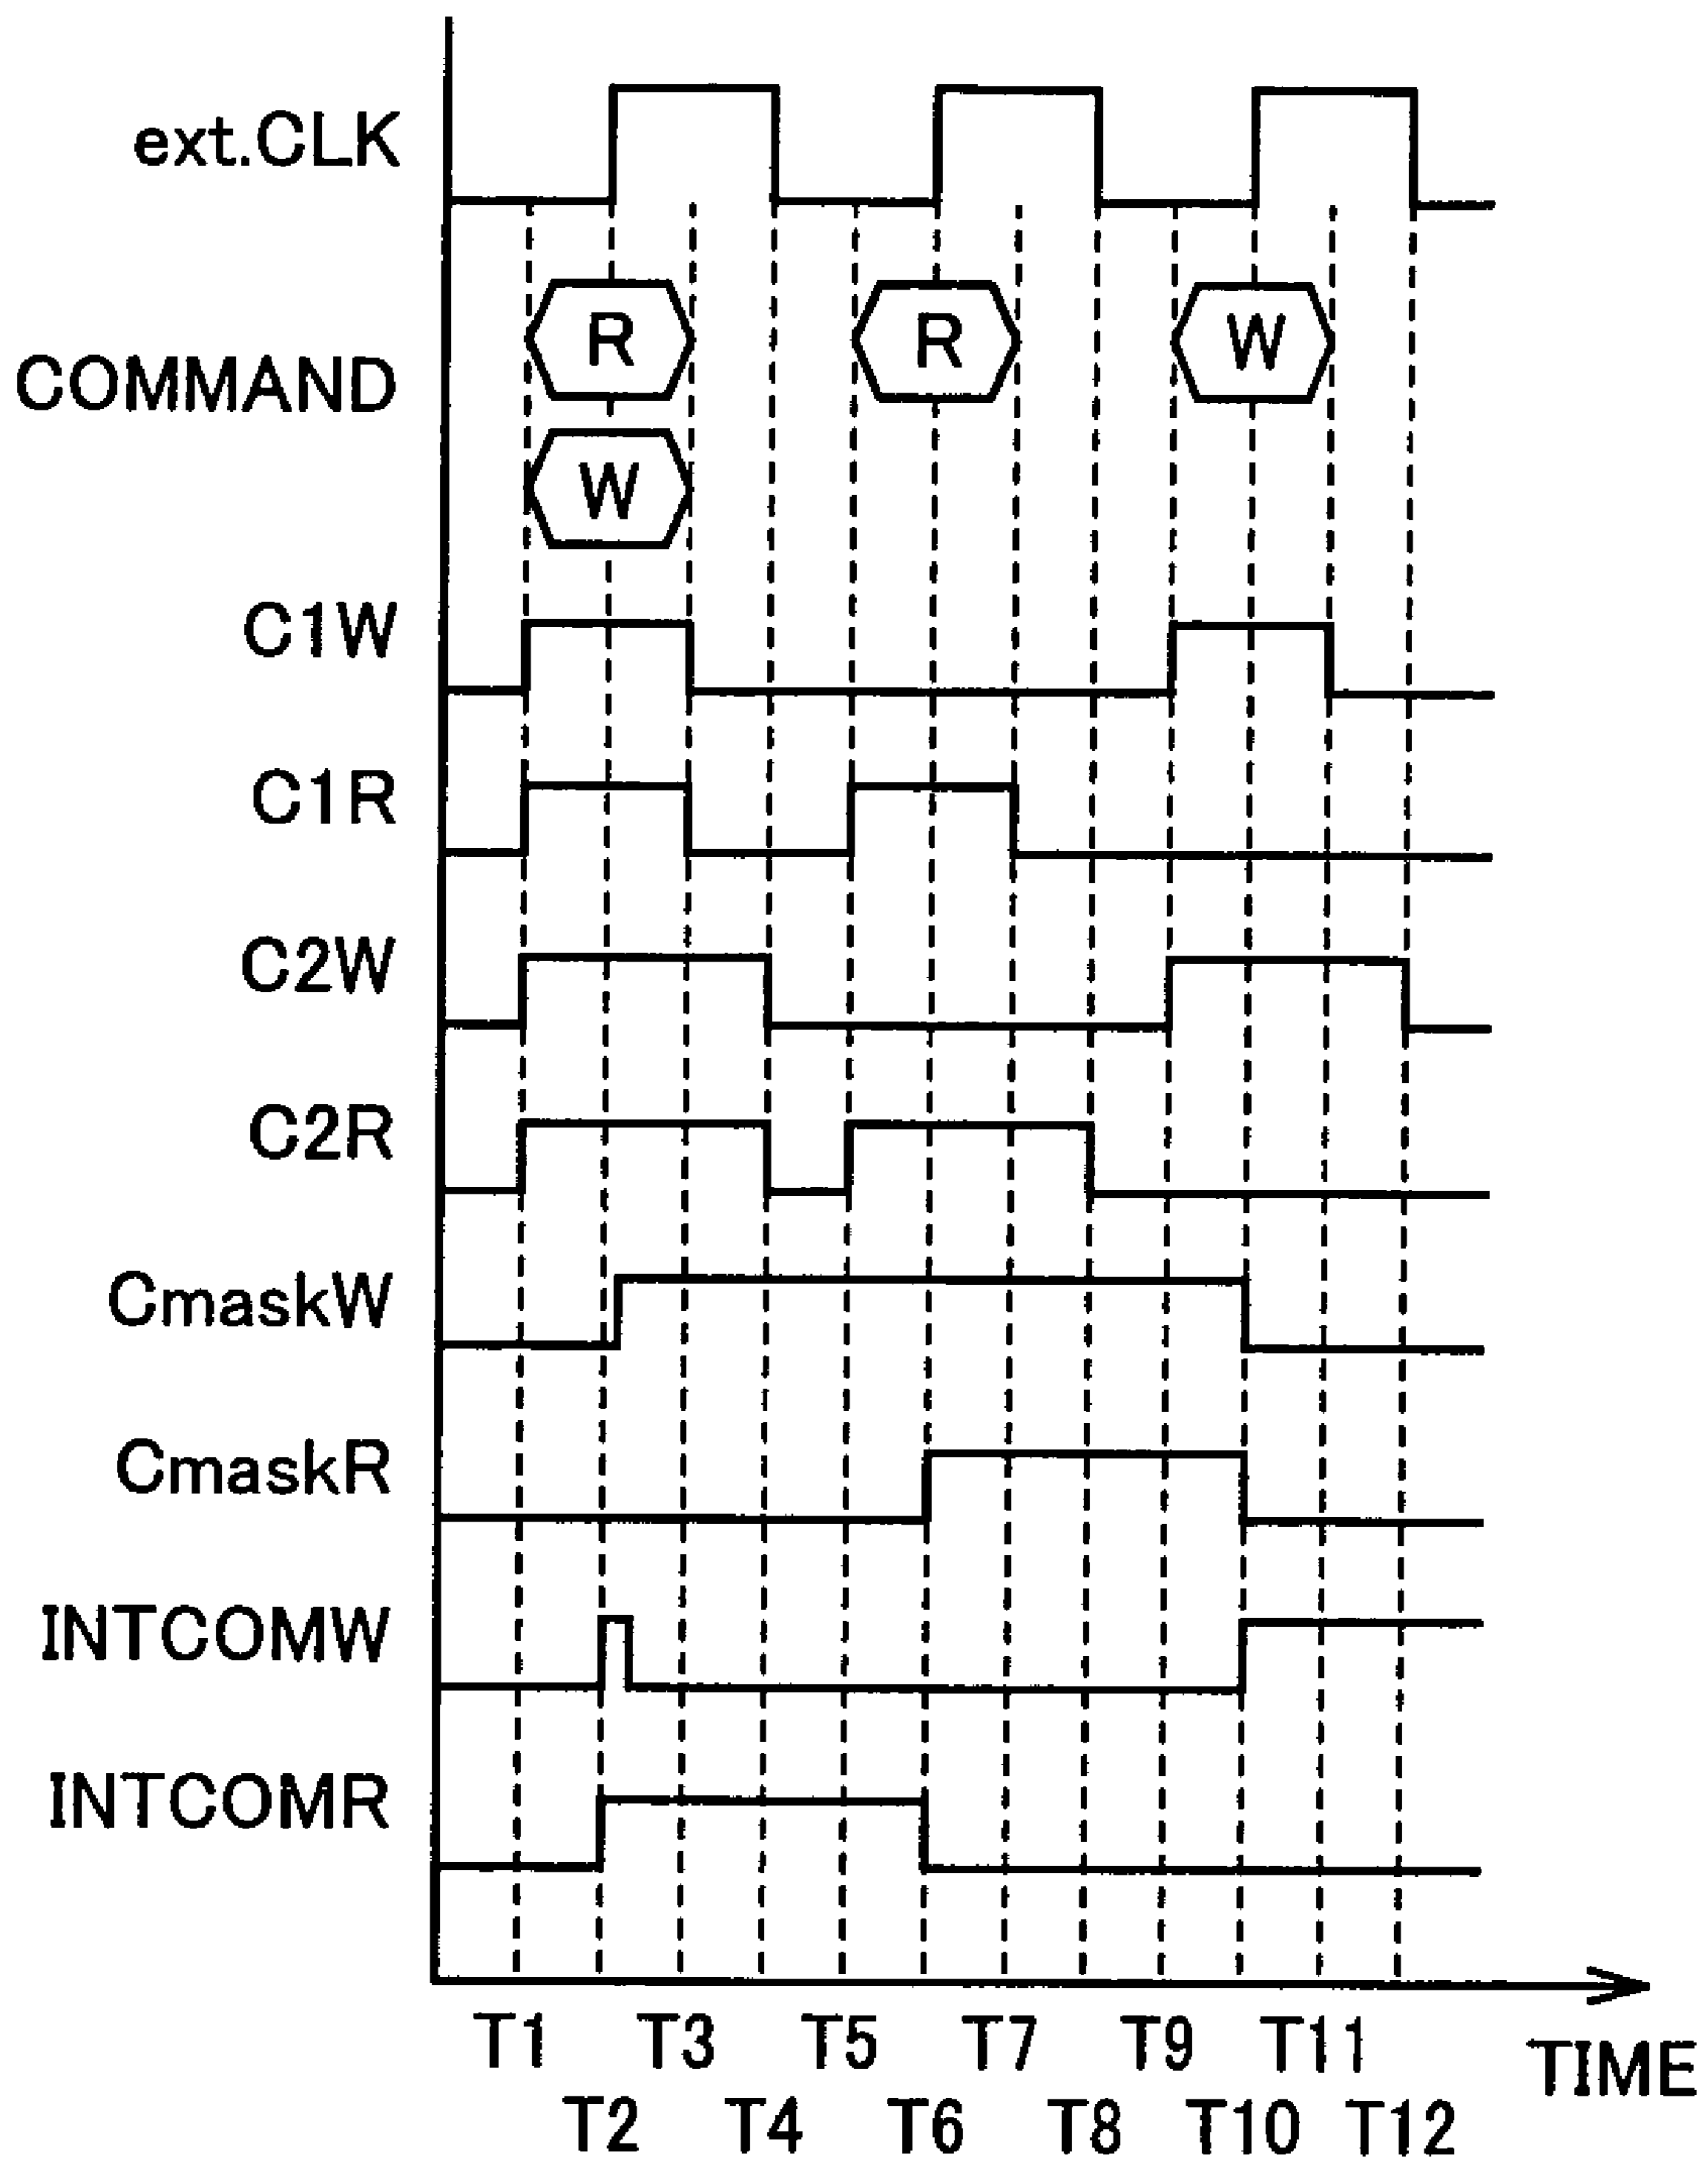 ext.CLK
R R W
COMMAND
W
C1W
C1R
C2W
C2R
CmaskW
CmaskR
INTCOMW
INTCOMR
T1 T3 T5 T7 T9 T11
TIME
T2 T4 T6 T8 T10 T12